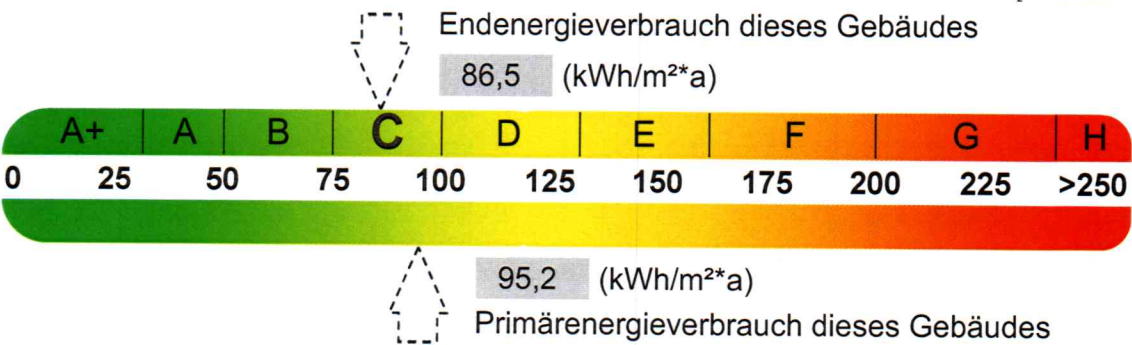 Endenergieverbrauch dieses Gebäudes
86,5 (kWh/m²*a)
A+ A B C D E F G H
0 25 50 75 100 125 150 175 200 225 >250
95,2 (kWh/m²*a)
Primärenergieverbrauch dieses Gebäudes